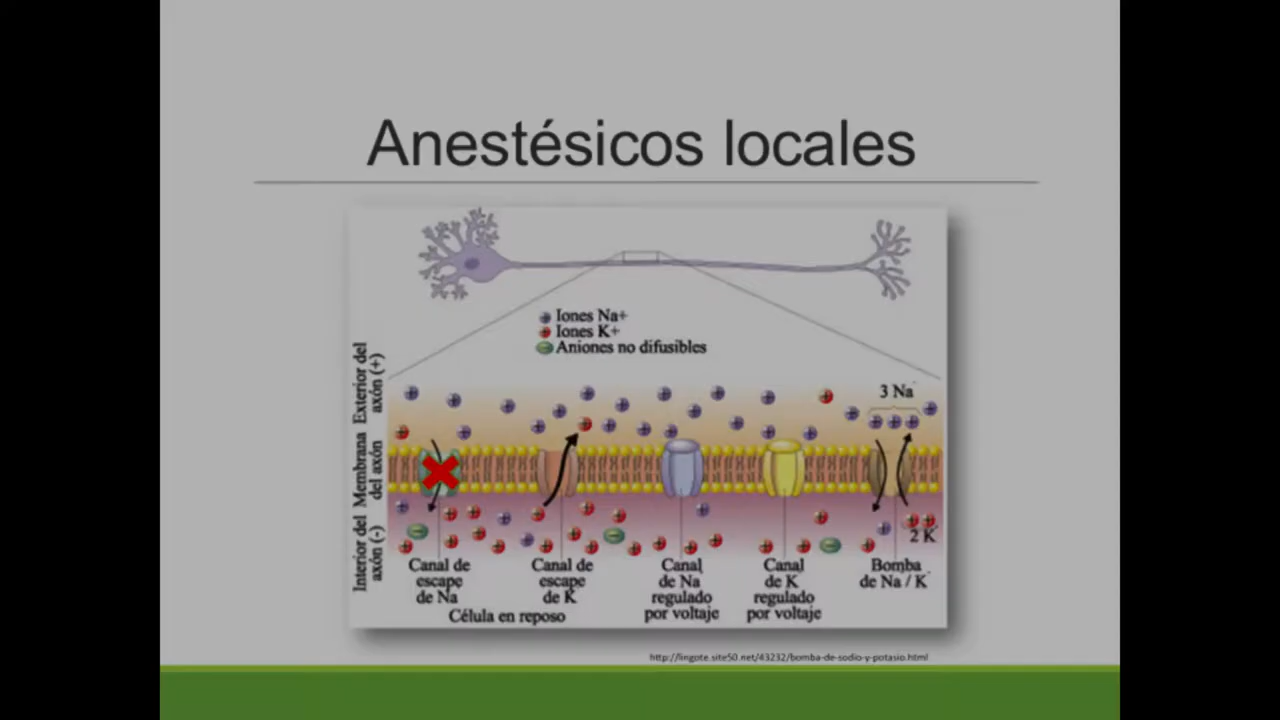 Anestésicos locales
Iones Na+
Iones K+
Aniones no difusibles
Exterior del
axón (+)
Membrana
del axón
Interior del
axón (-)
3 Na+
2 K
Canal de
escape
de Na
Canal de
escape
de K
Célula en reposo
Canal
de Na
regulado
por voltaje
Canal
de K
regulado
por voltaje
Bomba
de Na / K
http://lingote.site50.net/43232/bomba-de-sodio-y-potasio.html